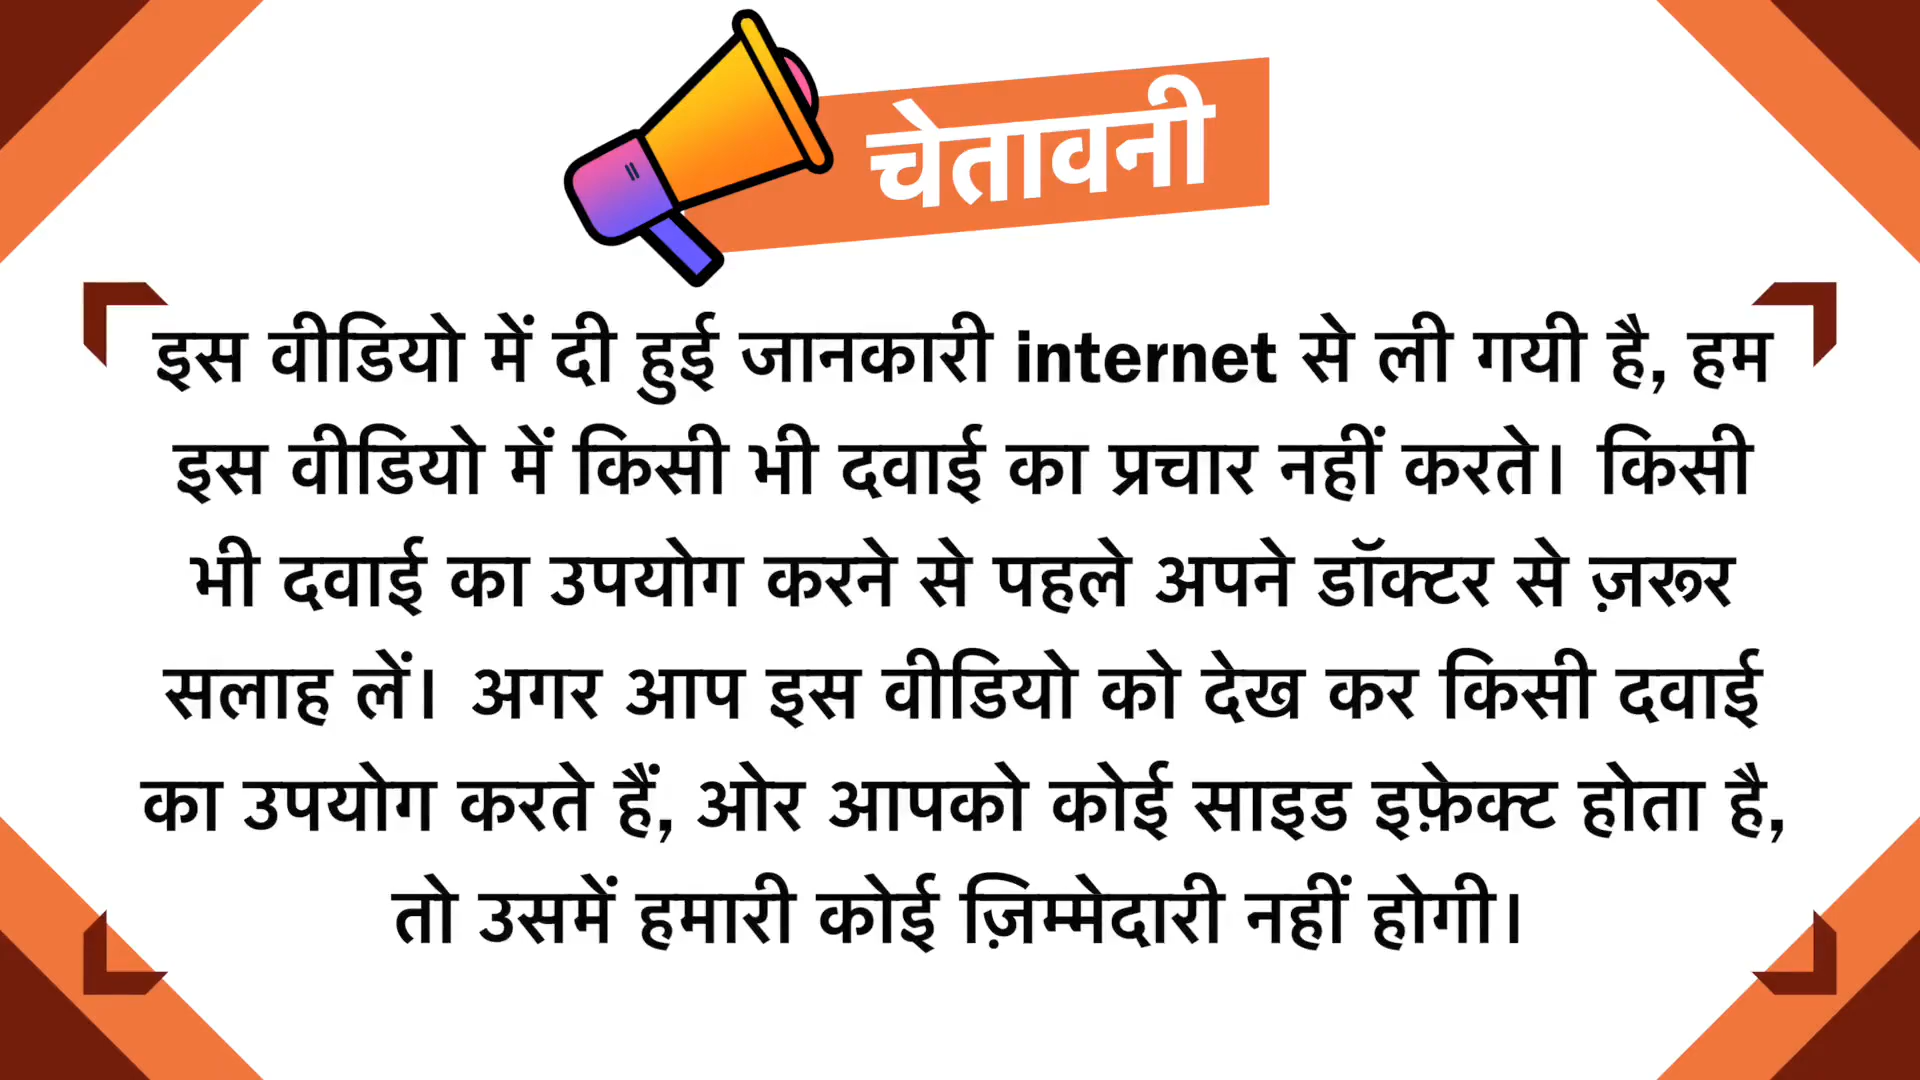 चेतावनी
इस वीडियो में दी हुई जानकारी internet से ली गयी है, हम
इस वीडियो में किसी भी दवाई का प्रचार नहीं करते। किसी
भी दवाई का उपयोग करने से पहले अपने डॉक्टर से ज़रूर
सलाह लें। अगर आप इस वीडियो को देख कर किसी दवाई
का उपयोग करते हैं, ओर आपको कोई साइड इफ़ेक्ट होता है,
तो उसमें हमारी कोई ज़िम्मेदारी नहीं होगी।